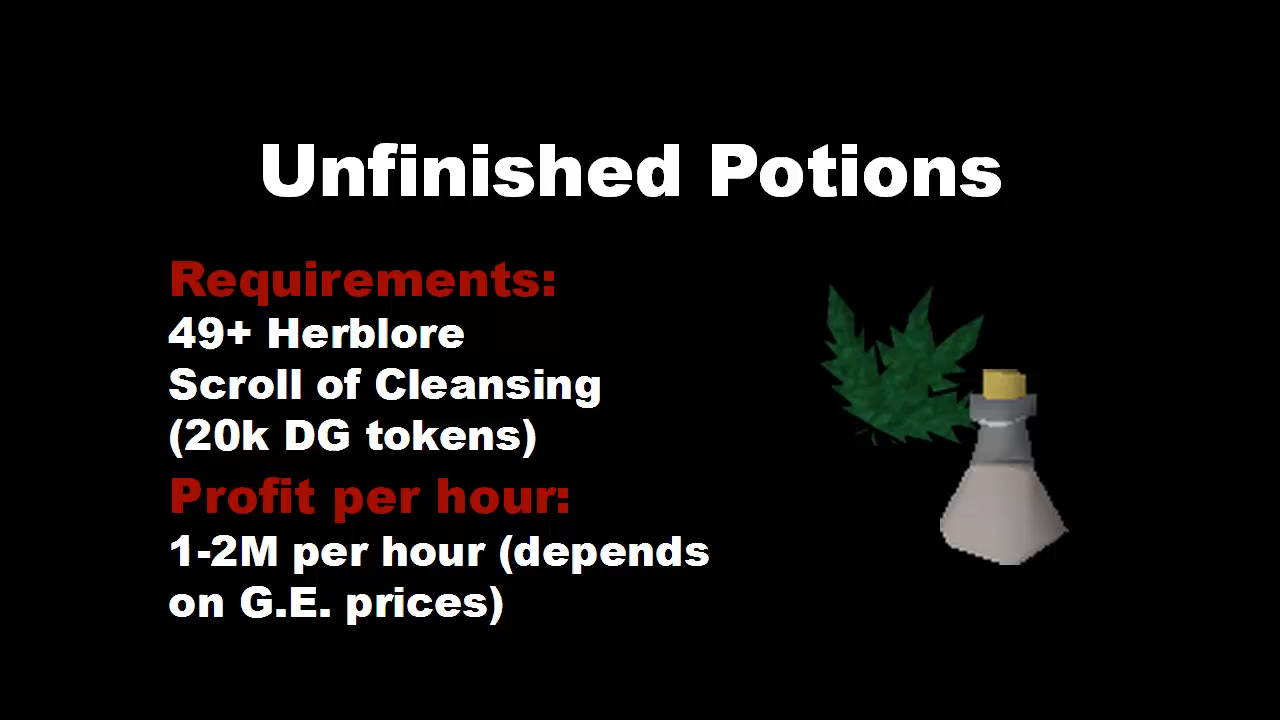 Unfinished Potions
Requirements:
49+ Herblore
Scroll of Cleansing
(20k DG tokens)
Profit per hour:
1-2M per hour (depends
on G.E. prices)